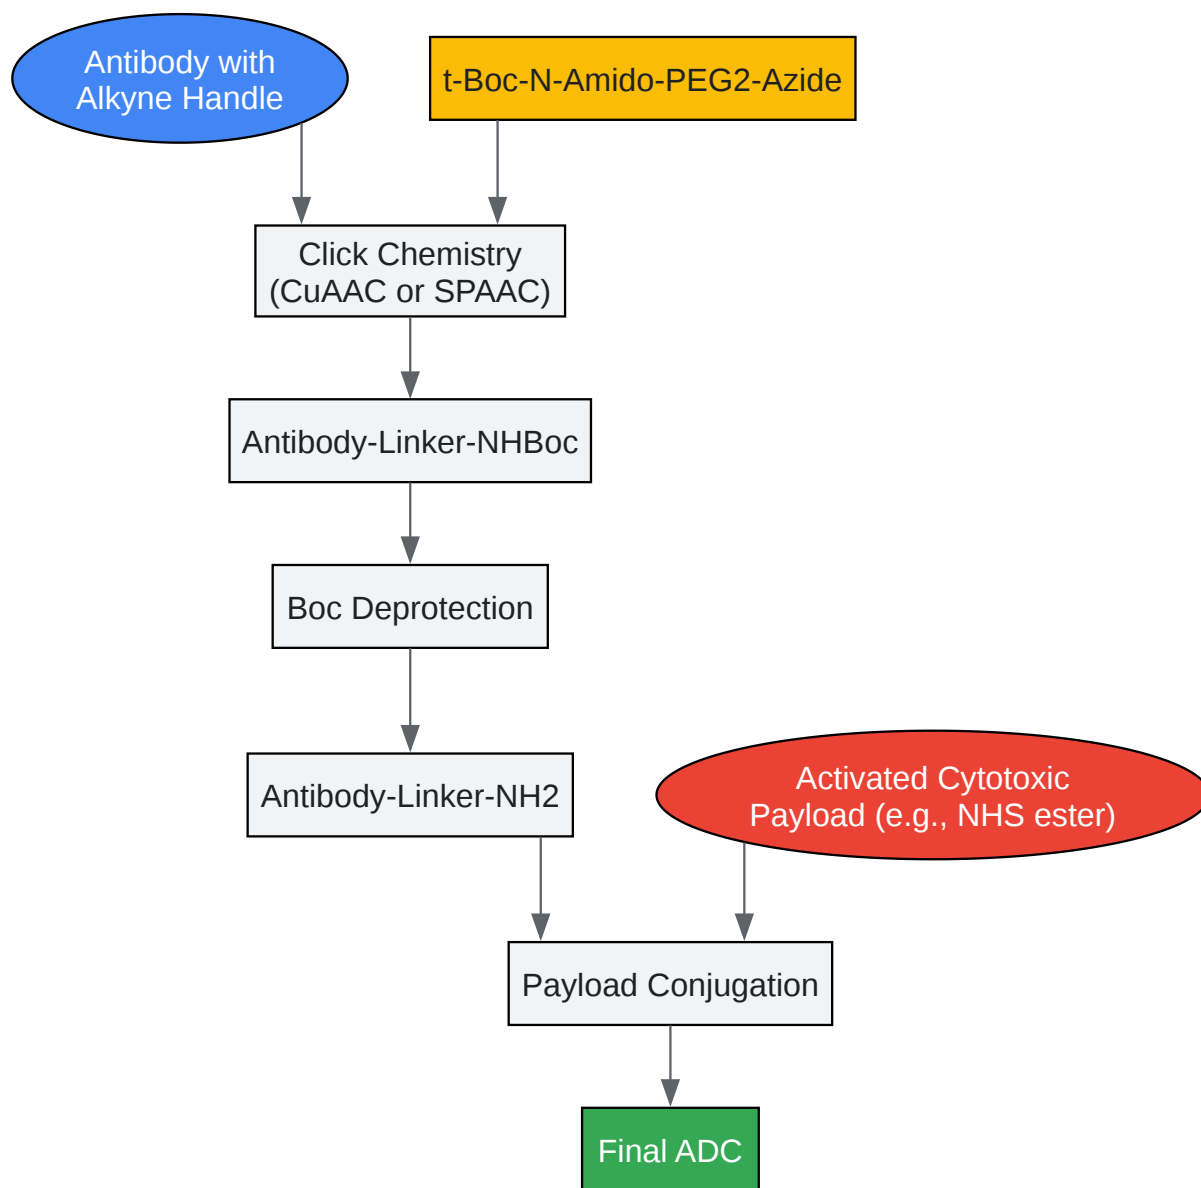 Antibody with
Alkyne Handle
t-Boc-N-Amido-PEG2-Azide
Click Chemistry
(CuAAC or SPAAC)
Antibody-Linker-NHBoc
Boc Deprotection
Antibody-Linker-NH2
Activated Cytotoxic
Payload (e.g., NHS ester)
Payload Conjugation
Final ADC